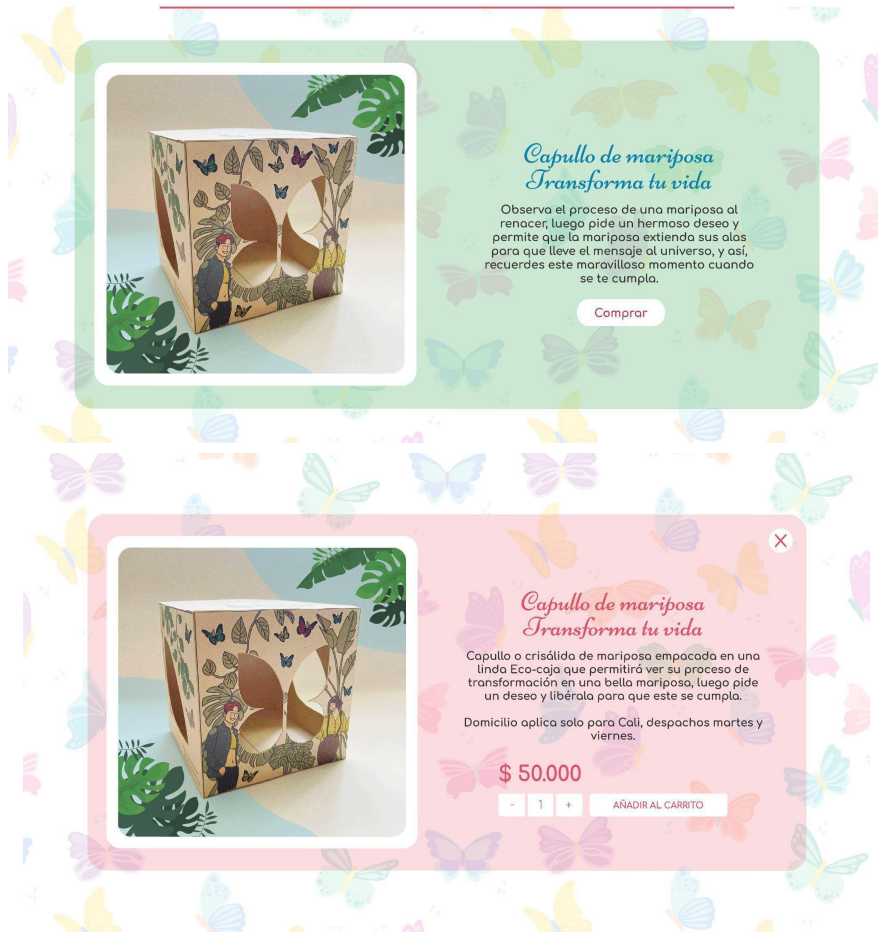 Capullo de mariposa
Transforma tu vida
Observa el proceso de una mariposa al
renacer, luego pide un hermoso deseo y
permite que la mariposa extienda sus alas
para que lleve el mensaje al universo, y así,
recuerdes este maravilloso momento cuando
se te cumpla.
Comprar
Capullo de mariposa
Transforma tu vida
Capullo o crisálida de mariposa empacada en una
linda Eco-caja que permitirá ver su proceso de
transformación en una bella mariposa, luego pide
un deseo y libérala para que este se cumpla.
Domicilio aplica solo para Cali, despachos martes y
viernes.
$ 50.000
- 1 + AÑADIR AL CARRITO